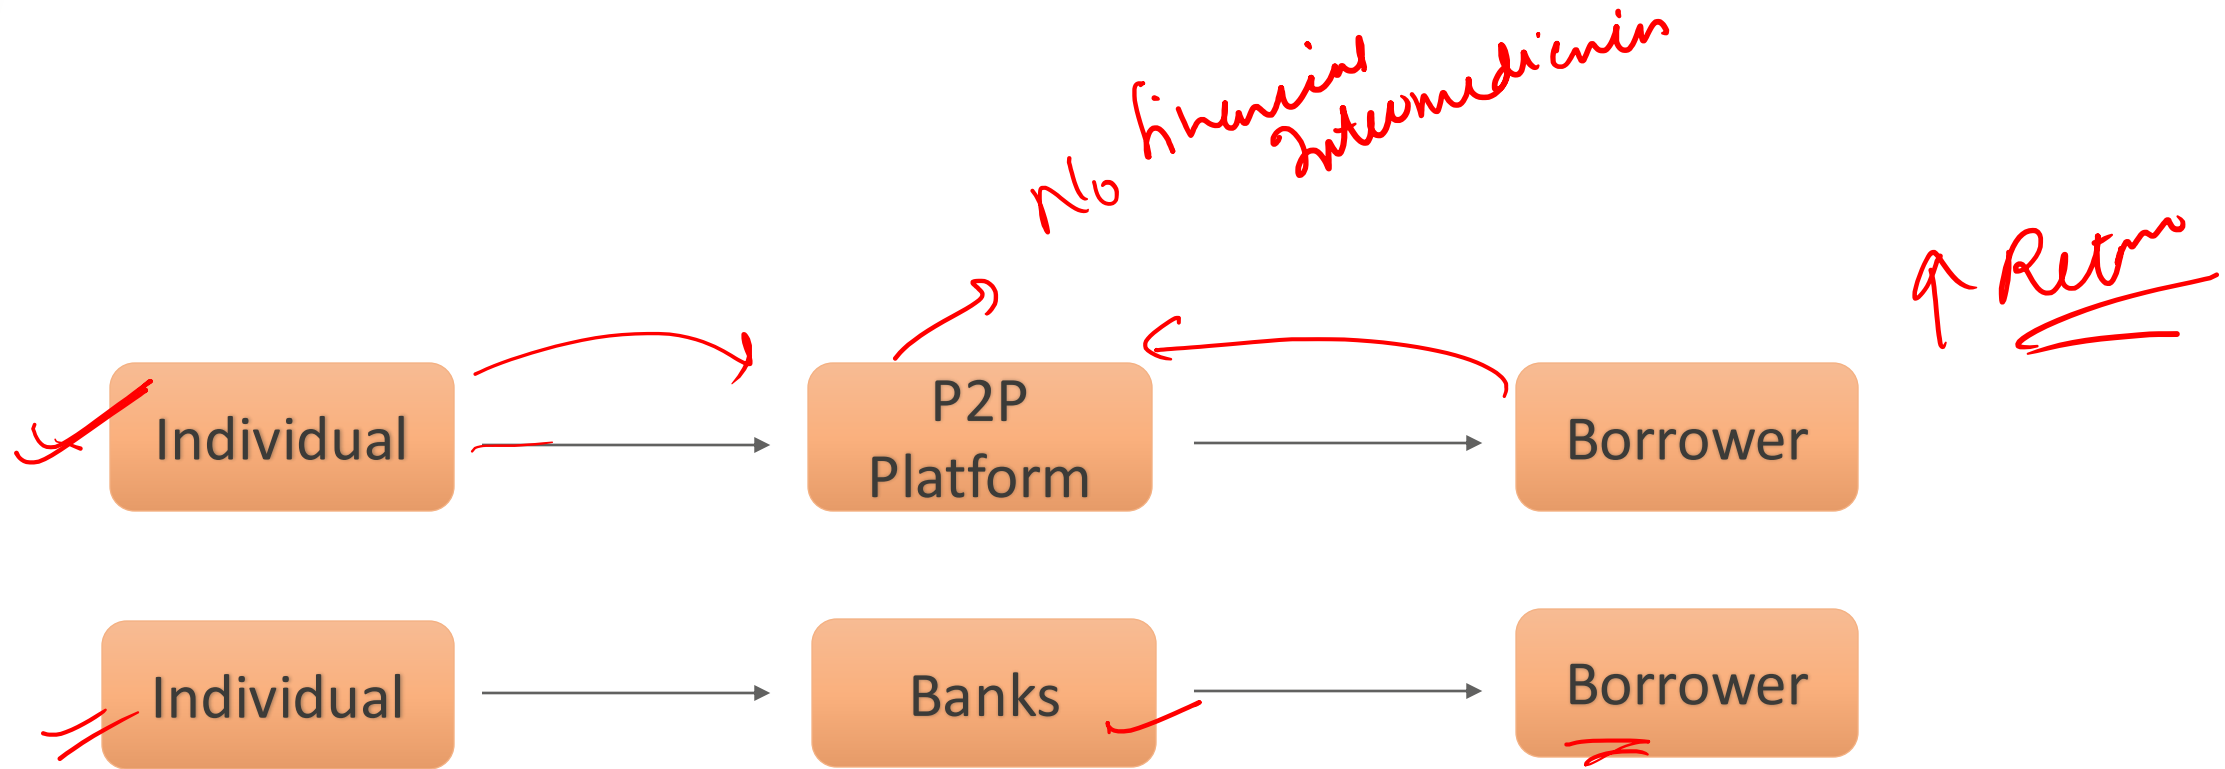 No financial
Intermediaries
↑ Return
Individual
P2P
Platform
Borrower
Individual
Banks
Borrower